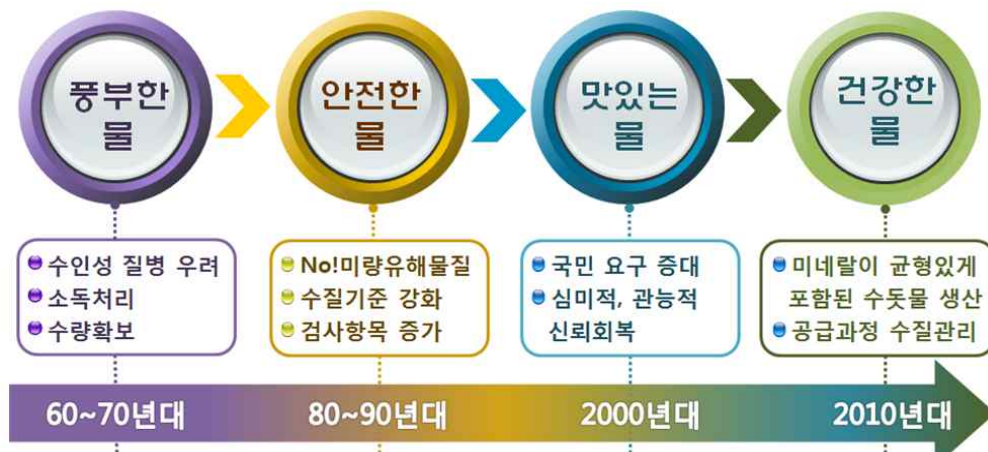 풍부한
물
안전한
물
맛있는
물
건강한
물
수인성 질병 우려
소독처리
수량확보
No!미량유해물질
수질기준 강화
검사항목 증가
국민 요구 증대
심미적, 관능적
신뢰회복
미네랄이 균형있게
포함된 수돗물 생산
공급과정 수질관리
60~70년대
80~90년대
2000년대
2010년대